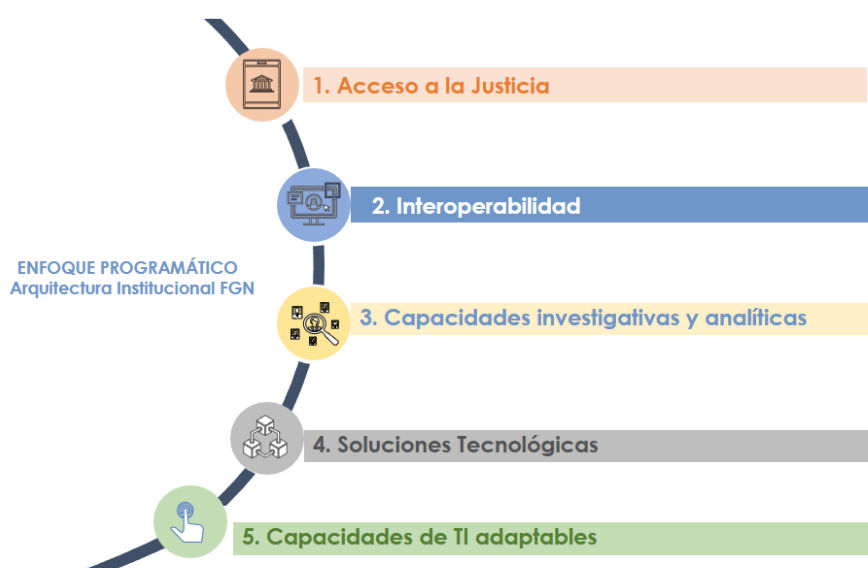 1. Acceso a la Justicia
2. Interoperabilidad
ENFOQUE PROGRAMÁTICO
Arquitectura Institucional FGN
3. Capacidades investigativas y analíticas
4. Soluciones Tecnológicas
5. Capacidades de TI adaptables